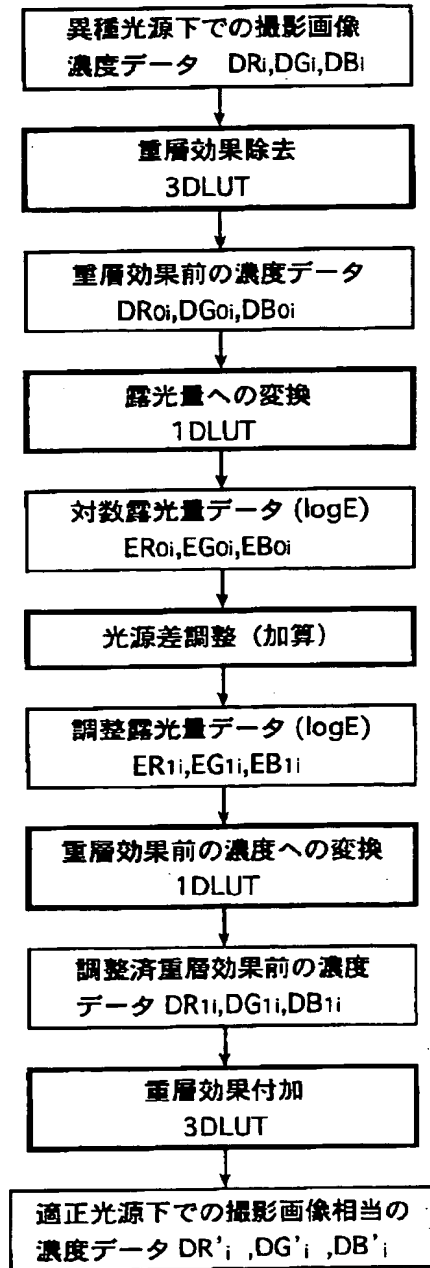 異種光源下での撮影画像
濃度データ DRi,DGi,DBi
重層効果除去
3DLUT
重層効果前の濃度データ
DR0i,DG0i,DB0i
露光量への変換
1DLUT
対数露光量データ (logE)
ER0i,EG0i,EB0i
光源差調整（加算）
調整露光量データ (logE)
ER1i,EG1i,EB1i
重層効果前の濃度への変換
1DLUT
調整済重層効果前の濃度
データ DR1i,DG1i,DB1i
重層効果付加
3DLUT
適正光源下での撮影画像相当の
濃度データ DR'i ,DG'i ,DB'i